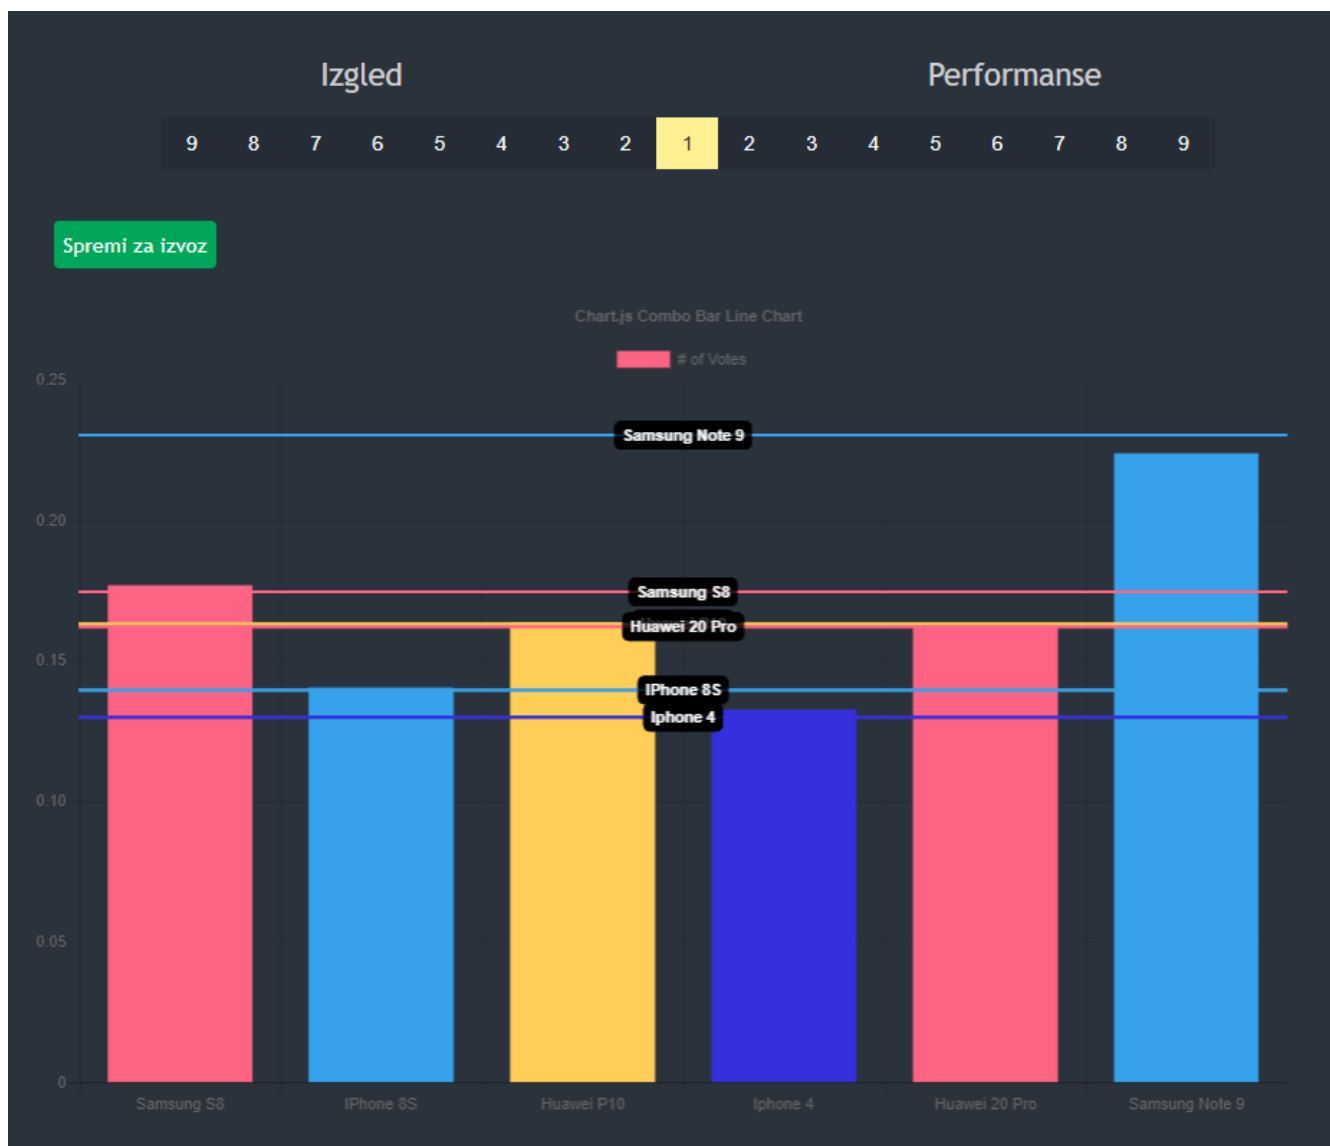 Izgled Performanse
9 8 7 6 5 4 3 2 1 2 3 4 5 6 7 8 9
Spremi za izvoz
Chart.js Combo Bar Line Chart
# of Votes
0.25
Samsung Note 9
0.20
Samsung S8
Huawei 20 Pro
0.15
IPhone 8S
Iphone 4
0.10
0.05
0
Samsung S8 IPhone 8S Huawei P10 Iphone 4 Huawei 20 Pro Samsung Note 9